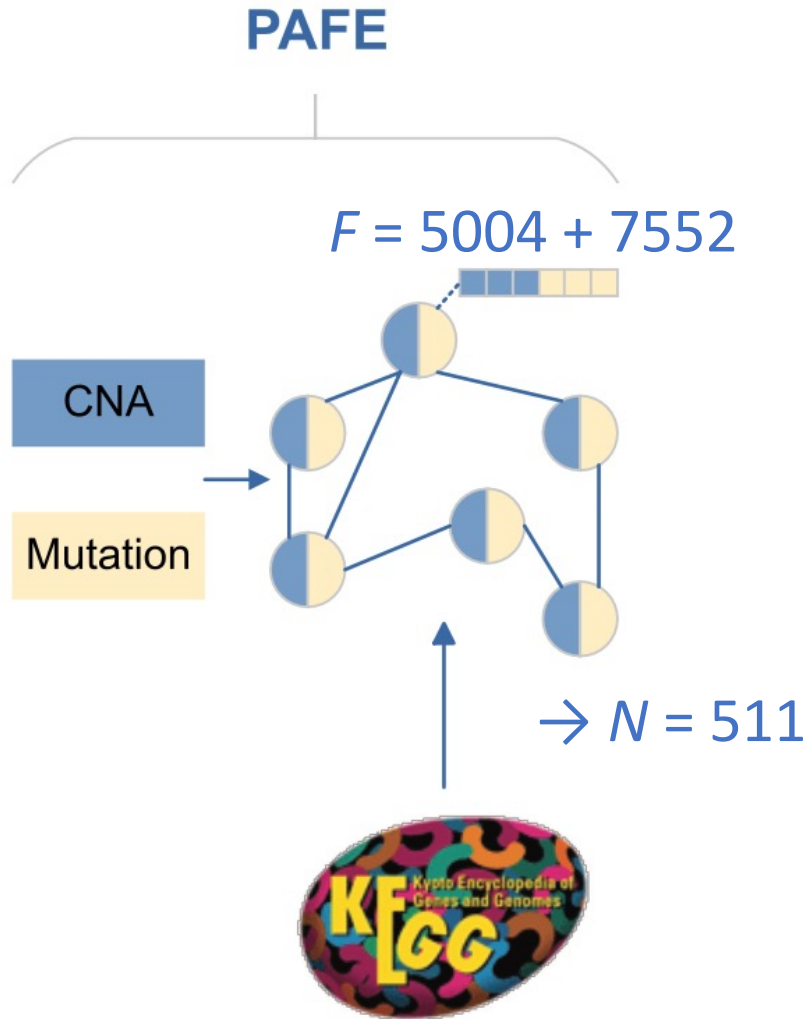 PAFE
F = 5004 + 7552
CNA
Mutation
→ N = 511
Kyoto Encyclopedia of
Genes and Genomes
KEGG